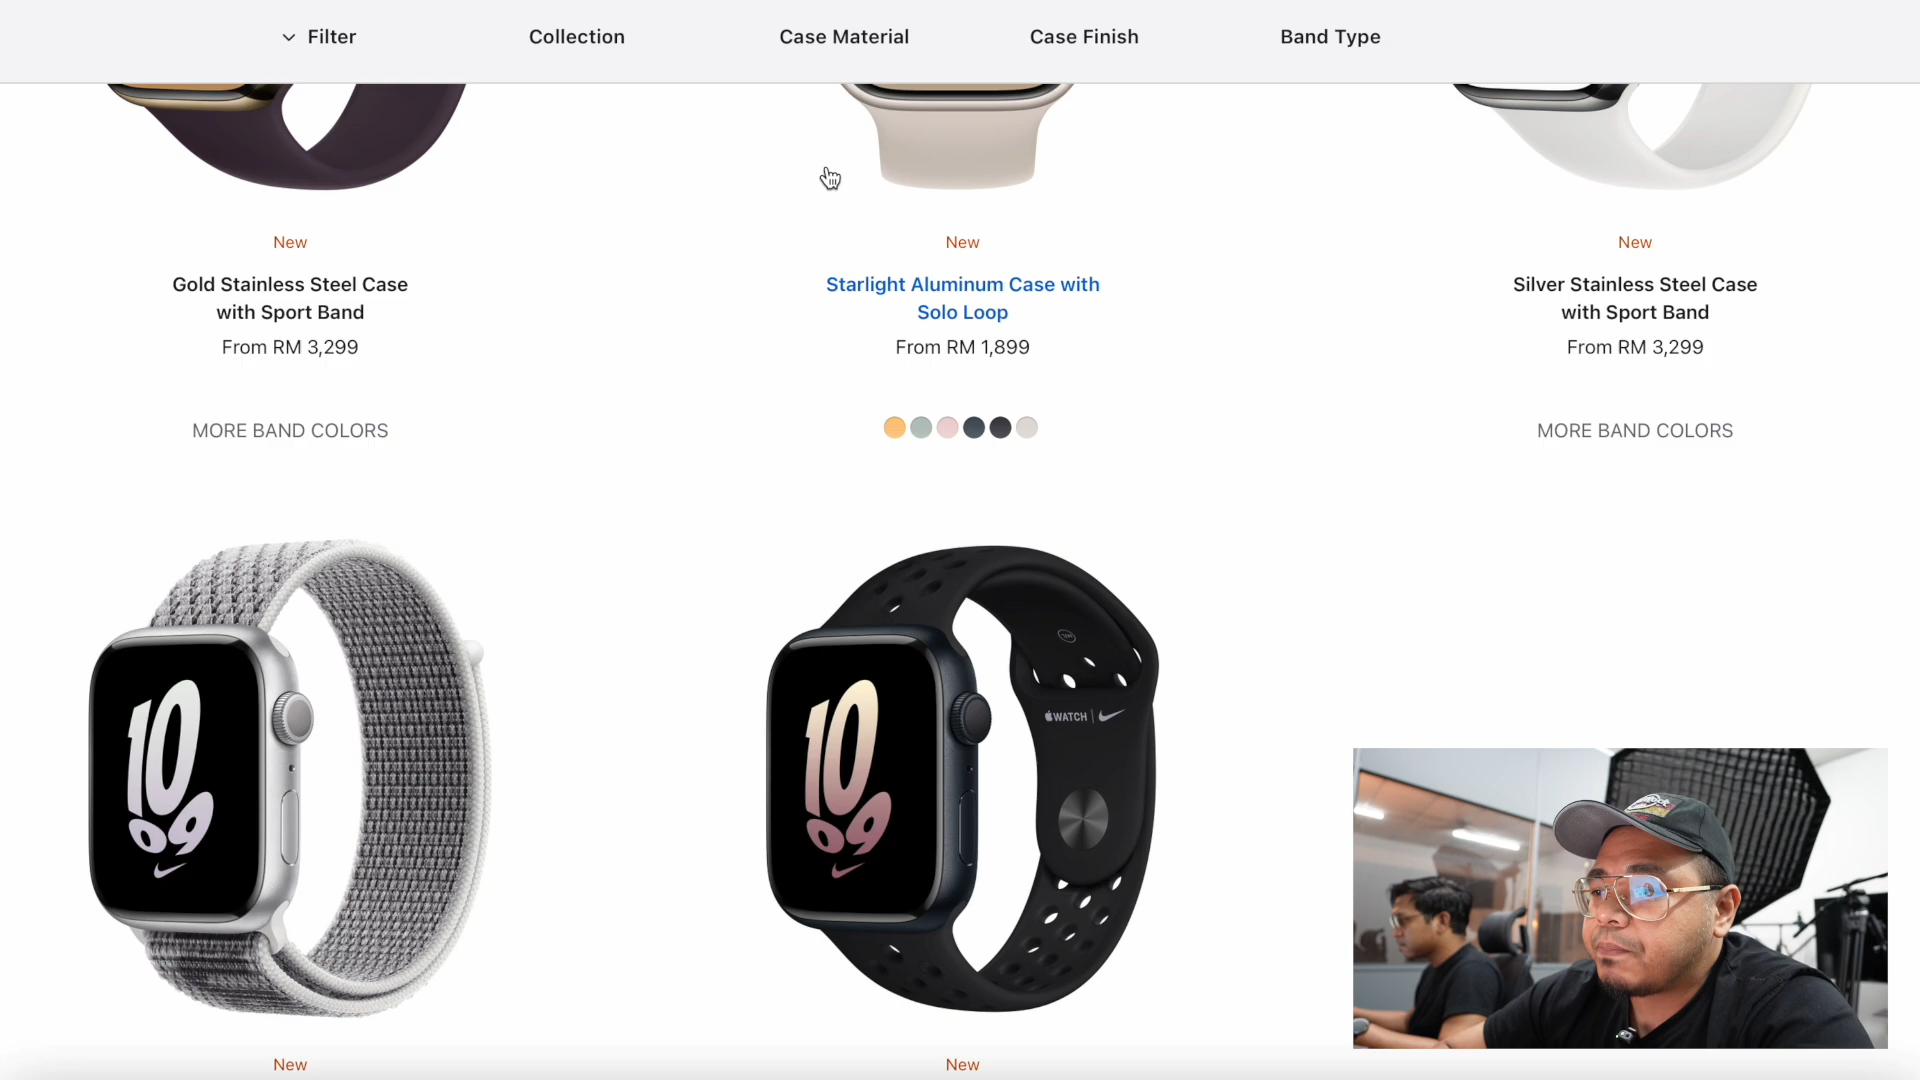 Filter
Collection
Case Material
Case Finish
Band Type
New
Gold Stainless Steel Case
with Sport Band
From RM 3,299
MORE BAND COLORS
New
Starlight Aluminum Case with
Solo Loop
From RM 1,899
New
Silver Stainless Steel Case
with Sport Band
From RM 3,299
MORE BAND COLORS
10
09
10
09
WATCH
New
New